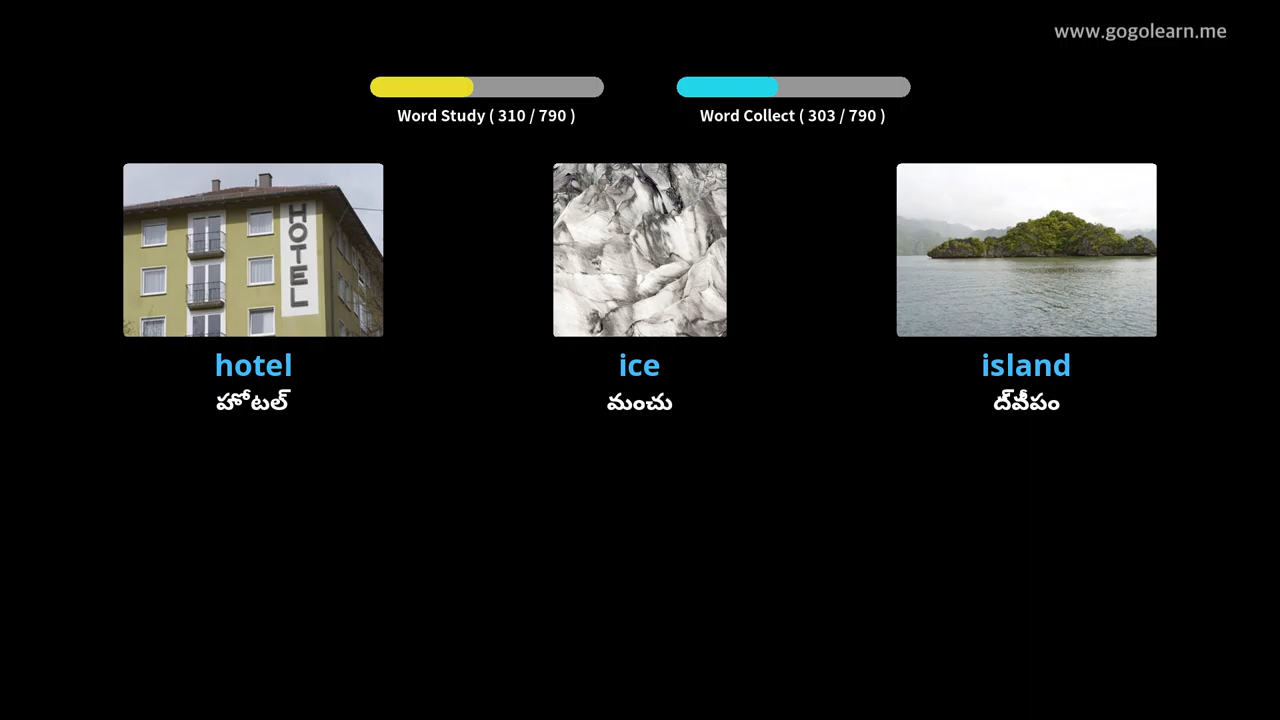 www.gogolearn.me
Word Study ( 310 / 790 )
Word Collect ( 303 / 790 )
HOTEL
hotel
ice
island
హోటల్
మంచు
ద్వీపం